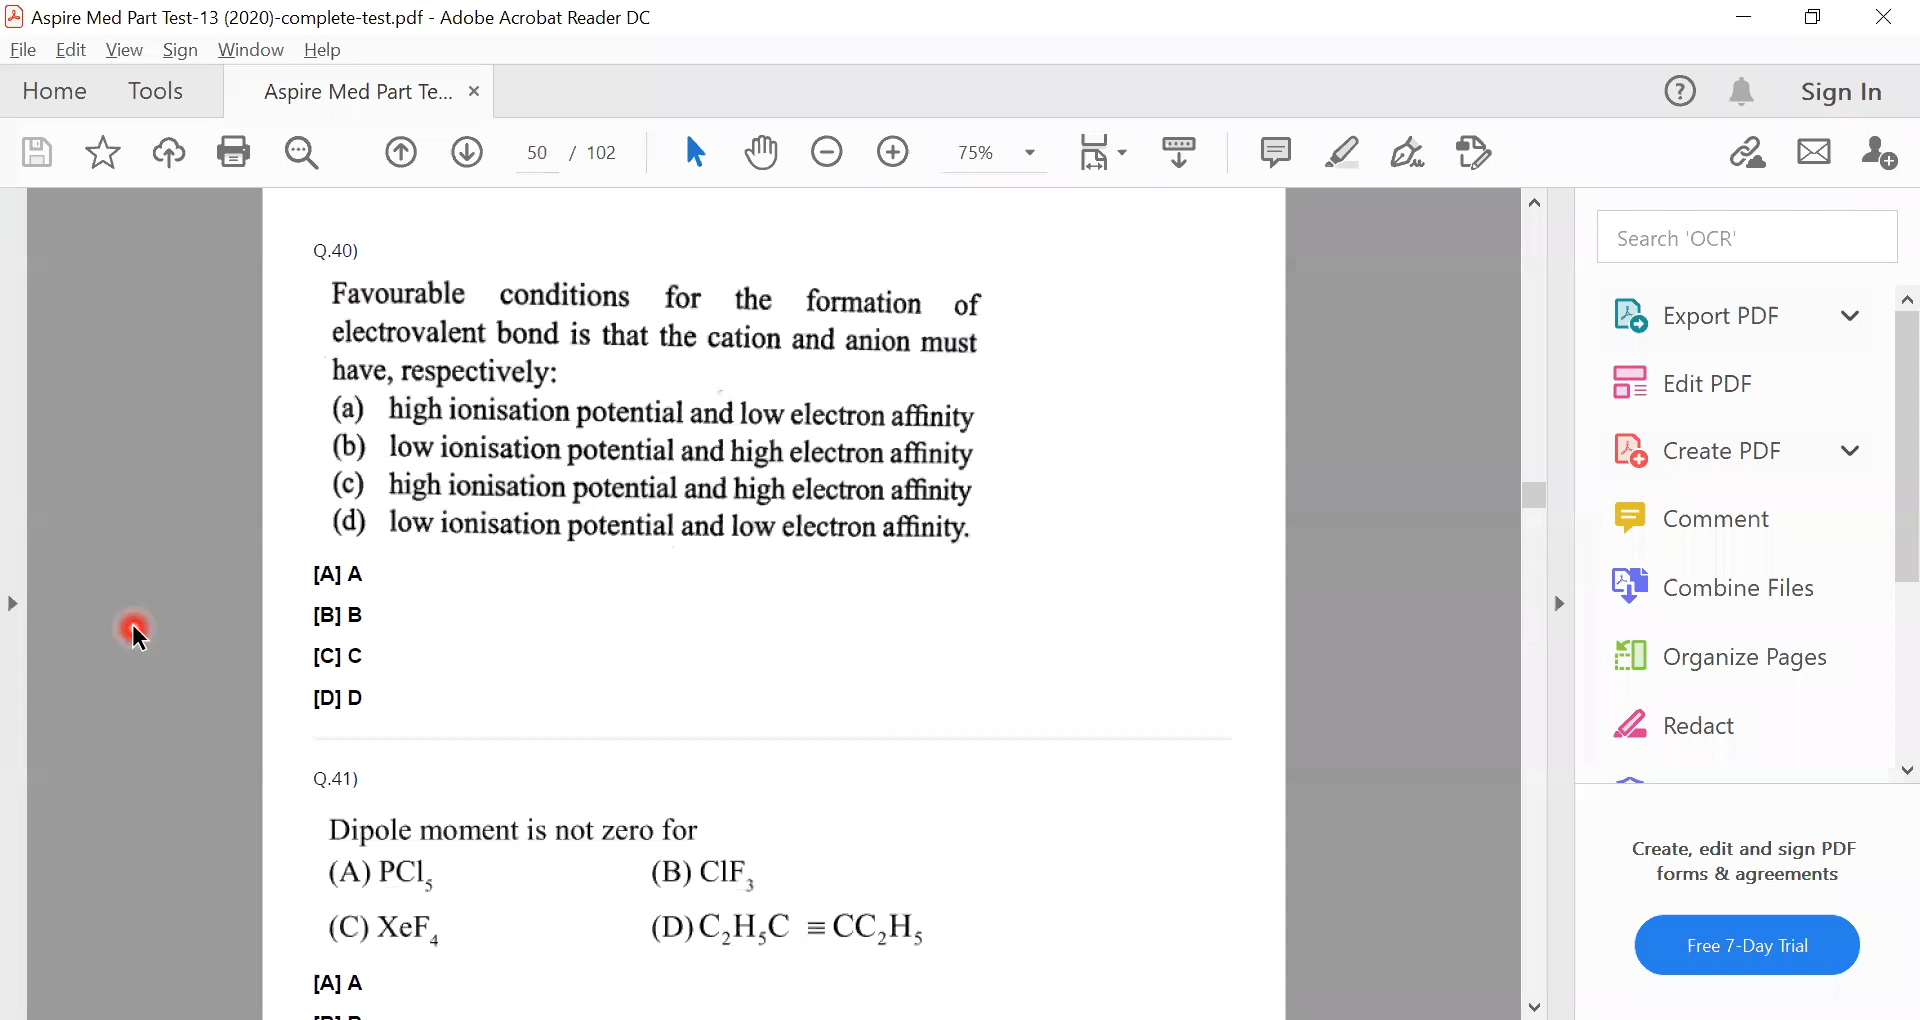 Aspire Med Part Test-13 (2020)-complete-test.pdf - Adobe Acrobat Reader DC
File Edit View Sign Window Help
Home Tools Aspire Med Part Te... × Sign In
50 / 102 75%
Search 'OCR'
Export PDF
Edit PDF
Create PDF
Comment
Combine Files
Organize Pages
Redact
Create, edit and sign PDF
forms & agreements
Free 7-Day Trial
Q.40)
Favourable conditions for the formation of
electrovalent bond is that the cation and anion must
have, respectively:
(a) high ionisation potential and low electron affinity
(b) low ionisation potential and high electron affinity
(c) high ionisation potential and high electron affinity
(d) low ionisation potential and low electron affinity.
[A] A
[B] B
[C] C
[D] D
Q.41)
Dipole moment is not zero for
(A) PCl₅ (B) ClF₃
(C) XeF₄ (D) C₂H₅C ≡ CC₂H₅
[A] A